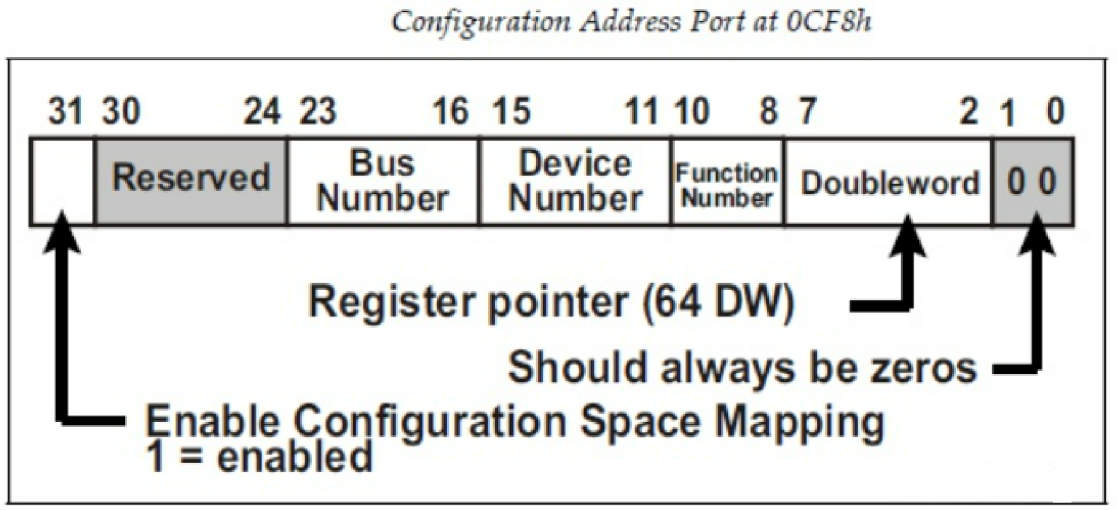 Configuration Address Port at 0CF8h
31 30 24 23 16 15 11 10 8 7 2 1 0
Reserved
Bus
Number
Device
Number
Function
Number
Doubleword
0 0
Register pointer (64 DW)
Should always be zeros
Enable Configuration Space Mapping
1 = enabled